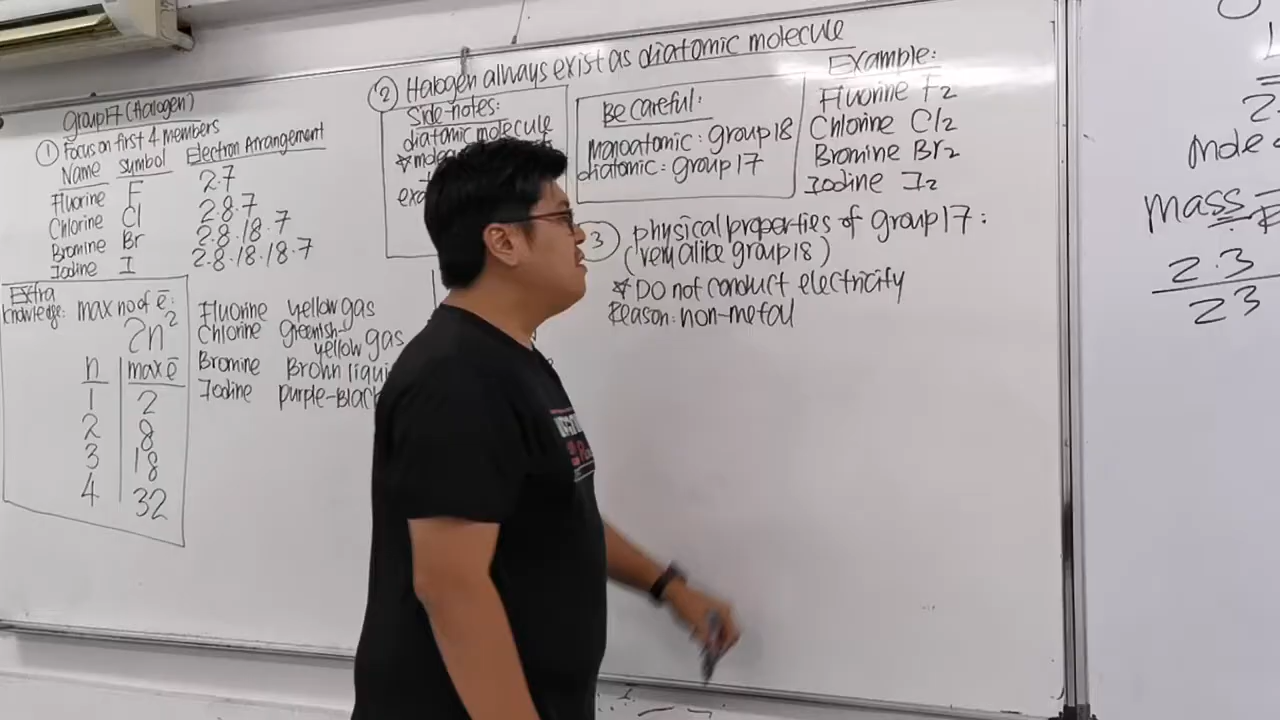 Group 17 (Halogen)
① Focus on first 4 members
Name Symbol Electron Arrangement
Fluorine F 2.7
Chlorine Cl 2.8.7
Bromine Br 2.8.18.7
Iodine I 2.8.18.18.7
Extra knowledge: max no of ē:
2n²
n max ē
1 2
2 8
3 18
4 32
Fluorine yellow gas
Chlorine greenish-
yellow gas
Bromine Brohn
Iodine purple-Black
② Halogen always exist as diatomic molecule
Side-notes:
diatomic molecule
Be careful:
Monoatomic: Group 18
diatomic: Group 17
Example:
Fluorine F2
Chlorine Cl2
Bromine Br2
Iodine I2
3 physical properties of group 17:
(very alike group 18)
* Do not conduct electricity
Reason: non-metal
mass =
2.3
23